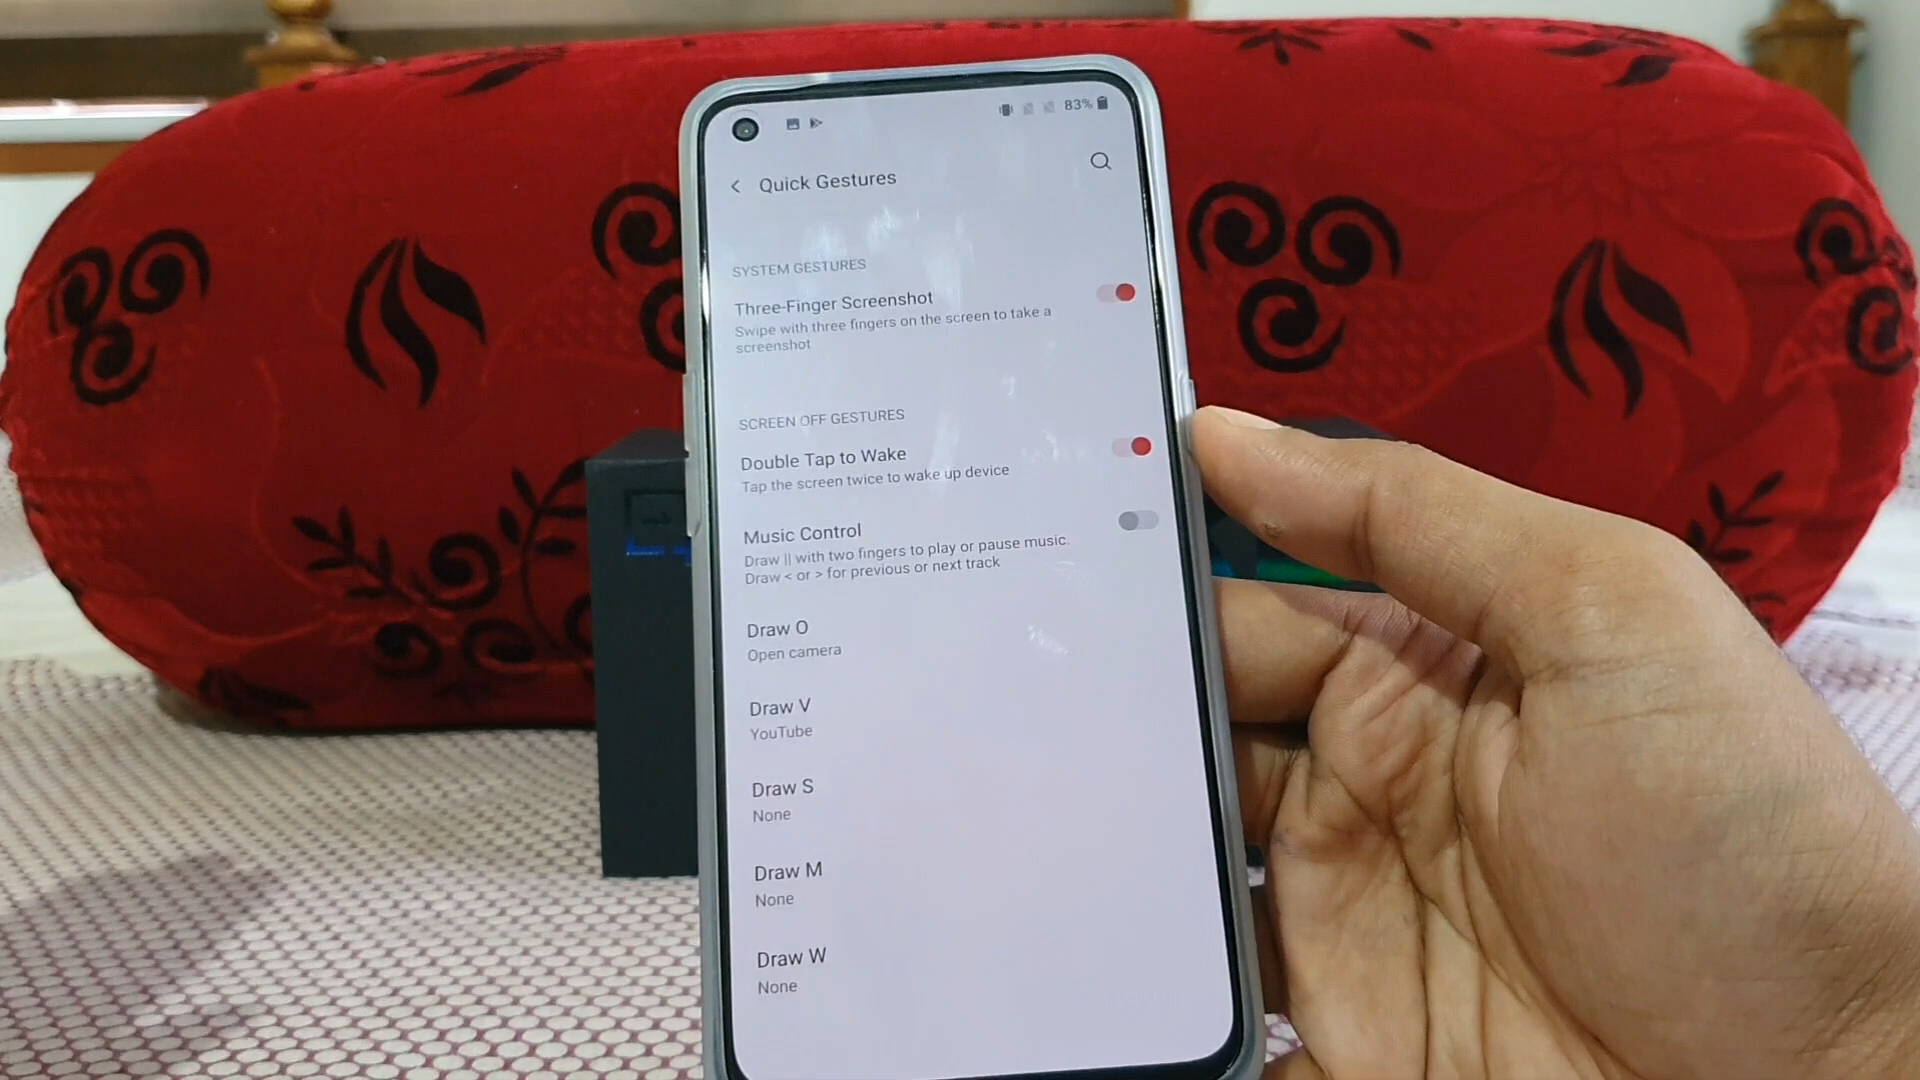 83%
Quick Gestures
SYSTEM GESTURES
Three-Finger Screenshot
Swipe with three fingers on the screen to take a
screenshot
SCREEN OFF GESTURES
Double Tap to Wake
Tap the screen twice to wake up device
Music Control
Draw || with two fingers to play or pause music.
Draw < or > for previous or next track
Draw O
Open camera
Draw V
YouTube
Draw S
None
Draw M
None
Draw W
None